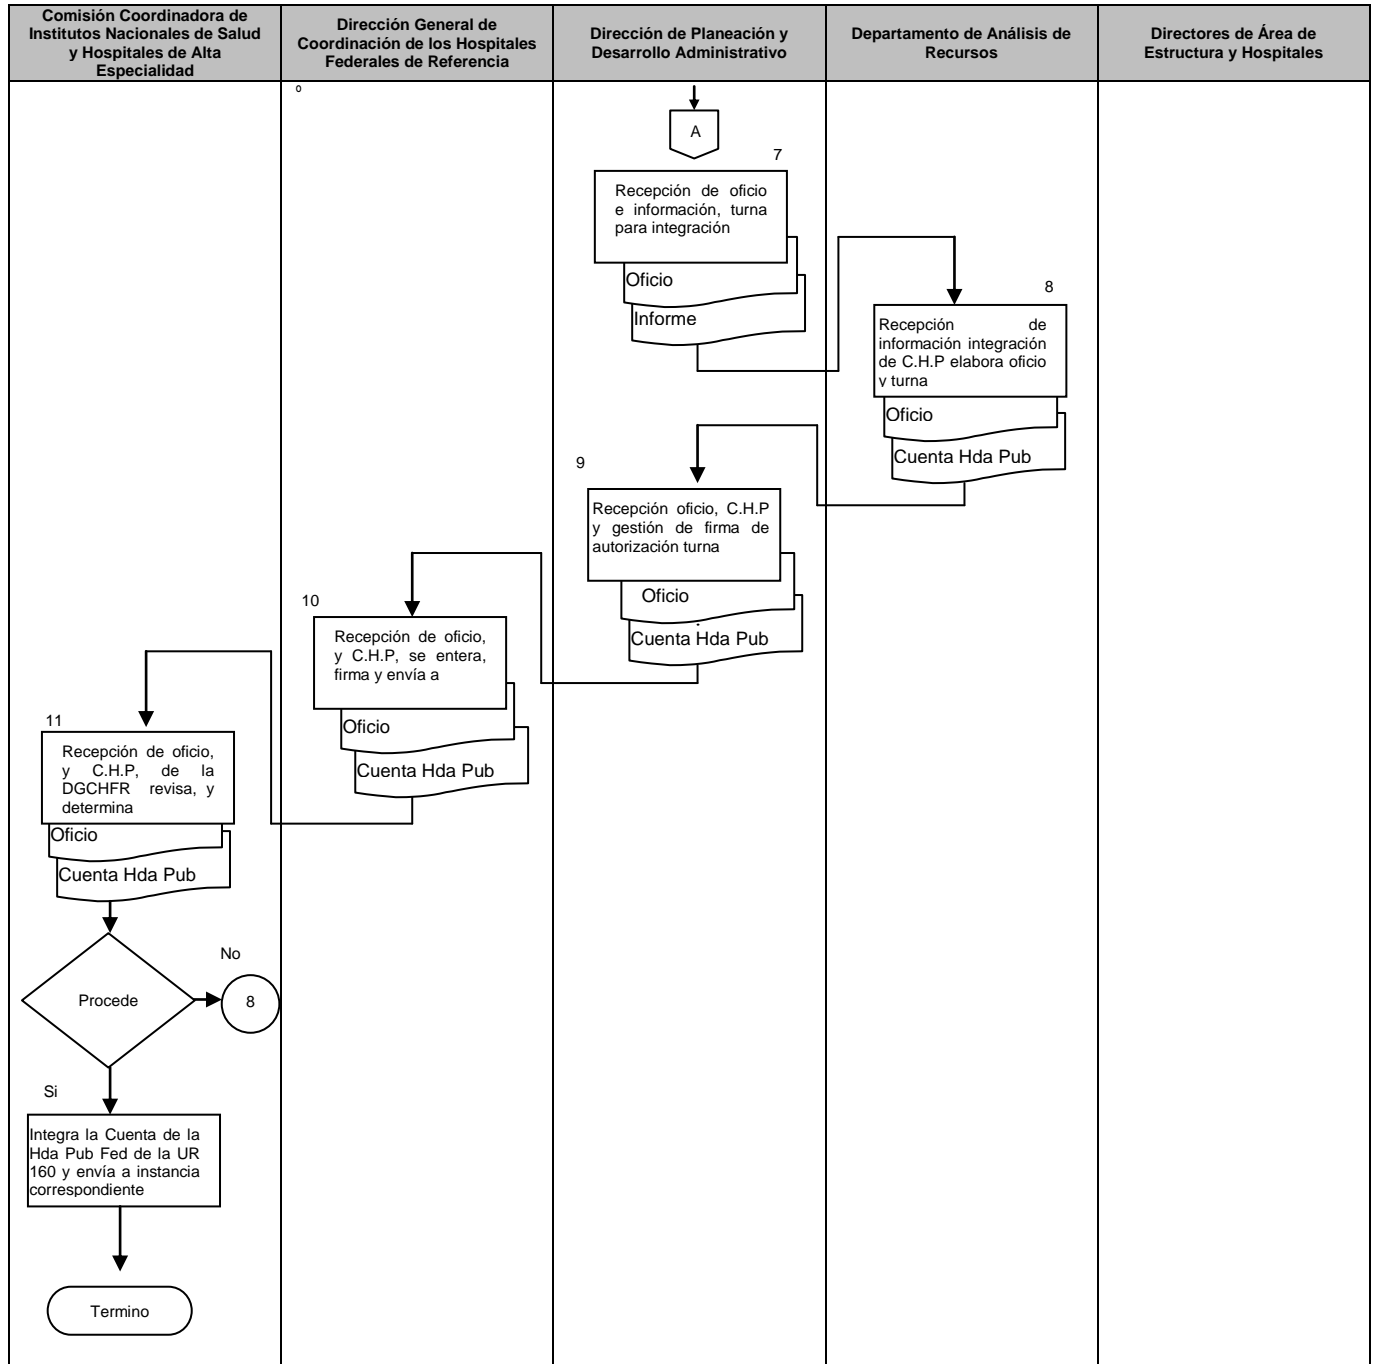 Comisión Coordinadora de
Institutos Nacionales de Salud
y Hospitales de Alta
Especialidad
Dirección General de
Coordinación de los Hospitales
Federales de Referencia
Dirección de Planeación y
Desarrollo Administrativo
Departamento de Análisis de
Recursos
Directores de Área de
Estructura y Hospitales
o
A
7
Recepción de oficio
e información, turna
para integración
Oficio
Informe
8
Recepción de
información integración
de C.H.P elabora oficio
y turna
Oficio
Cuenta Hda Pub
9
Recepción oficio, C.H.P
y gestión de firma de
autorización turna
Oficio
Cuenta Hda Pub
10
Recepción de oficio,
y C.H.P, se entera,
firma y envía a
Oficio
Cuenta Hda Pub
11
Recepción de oficio,
y C.H.P, de la
DGCHFR revisa, y
determina
Oficio
Cuenta Hda Pub
Procede
No
8
Si
Integra la Cuenta de la
Hda Pub Fed de la UR
160 y envía a instancia
correspondiente
Termino